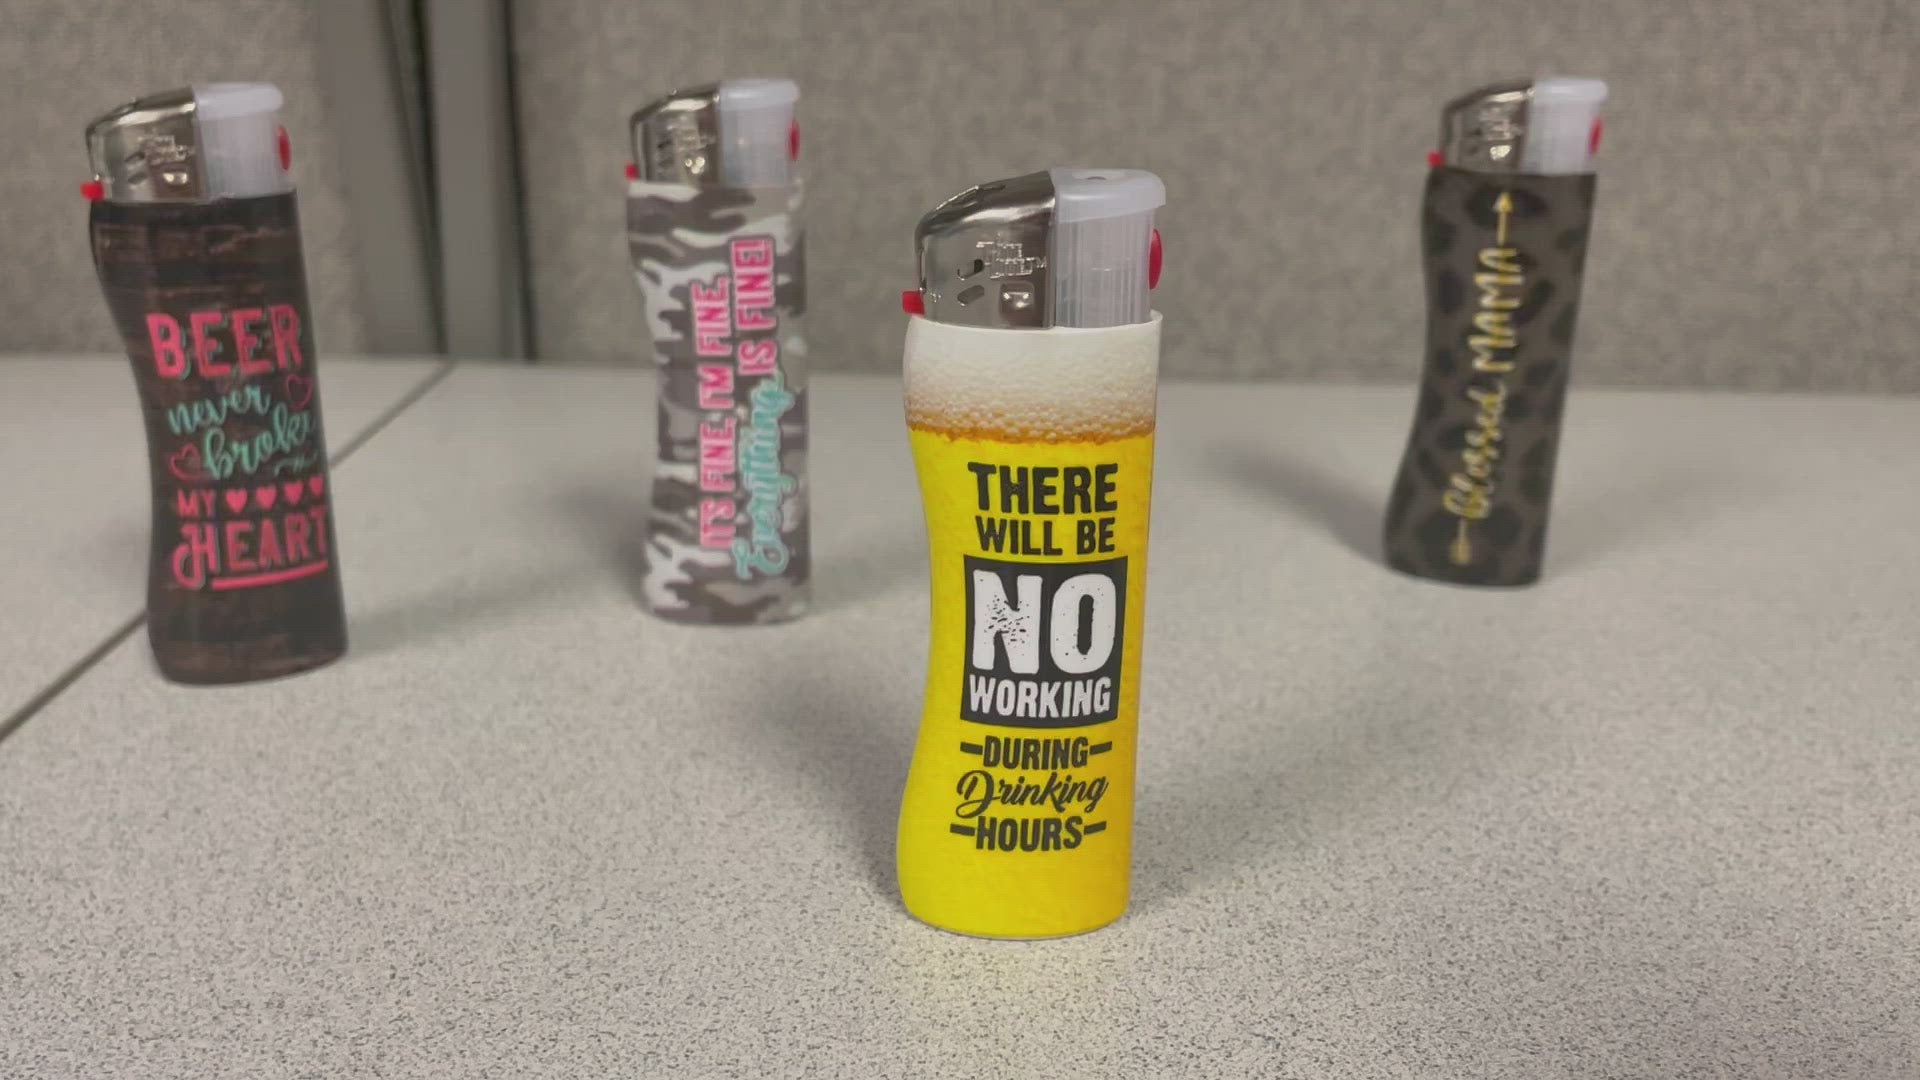 BEER
never
broke
MY
HEART
IT'S FINE, I'M FINE,
Everything IS FINE!
THERE
WILL BE
NO
WORKING
DURING
Drinking
HOURS
Blessed MAMA